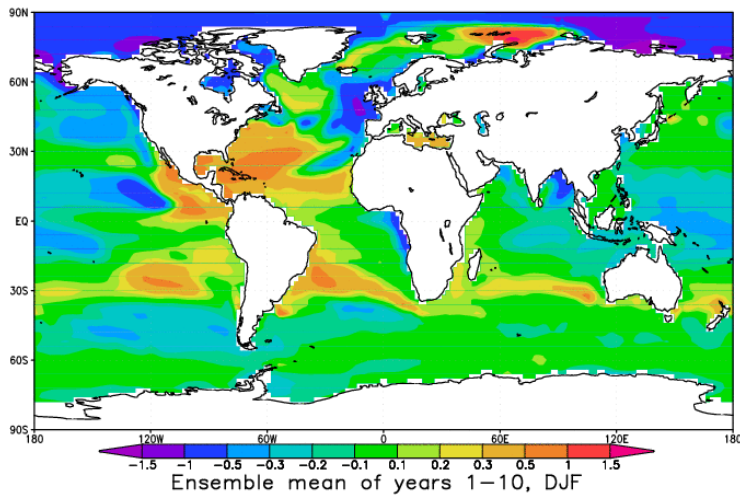 90N
60N
30N
EQ
30S
60S
90S
180 120W 60W 0 60E 120E 180
-1.5 -1 -0.5 -0.3 -0.2 -0.1 0.1 0.2 0.3 0.5 1 1.5
Ensemble mean of years 1-10, DJF